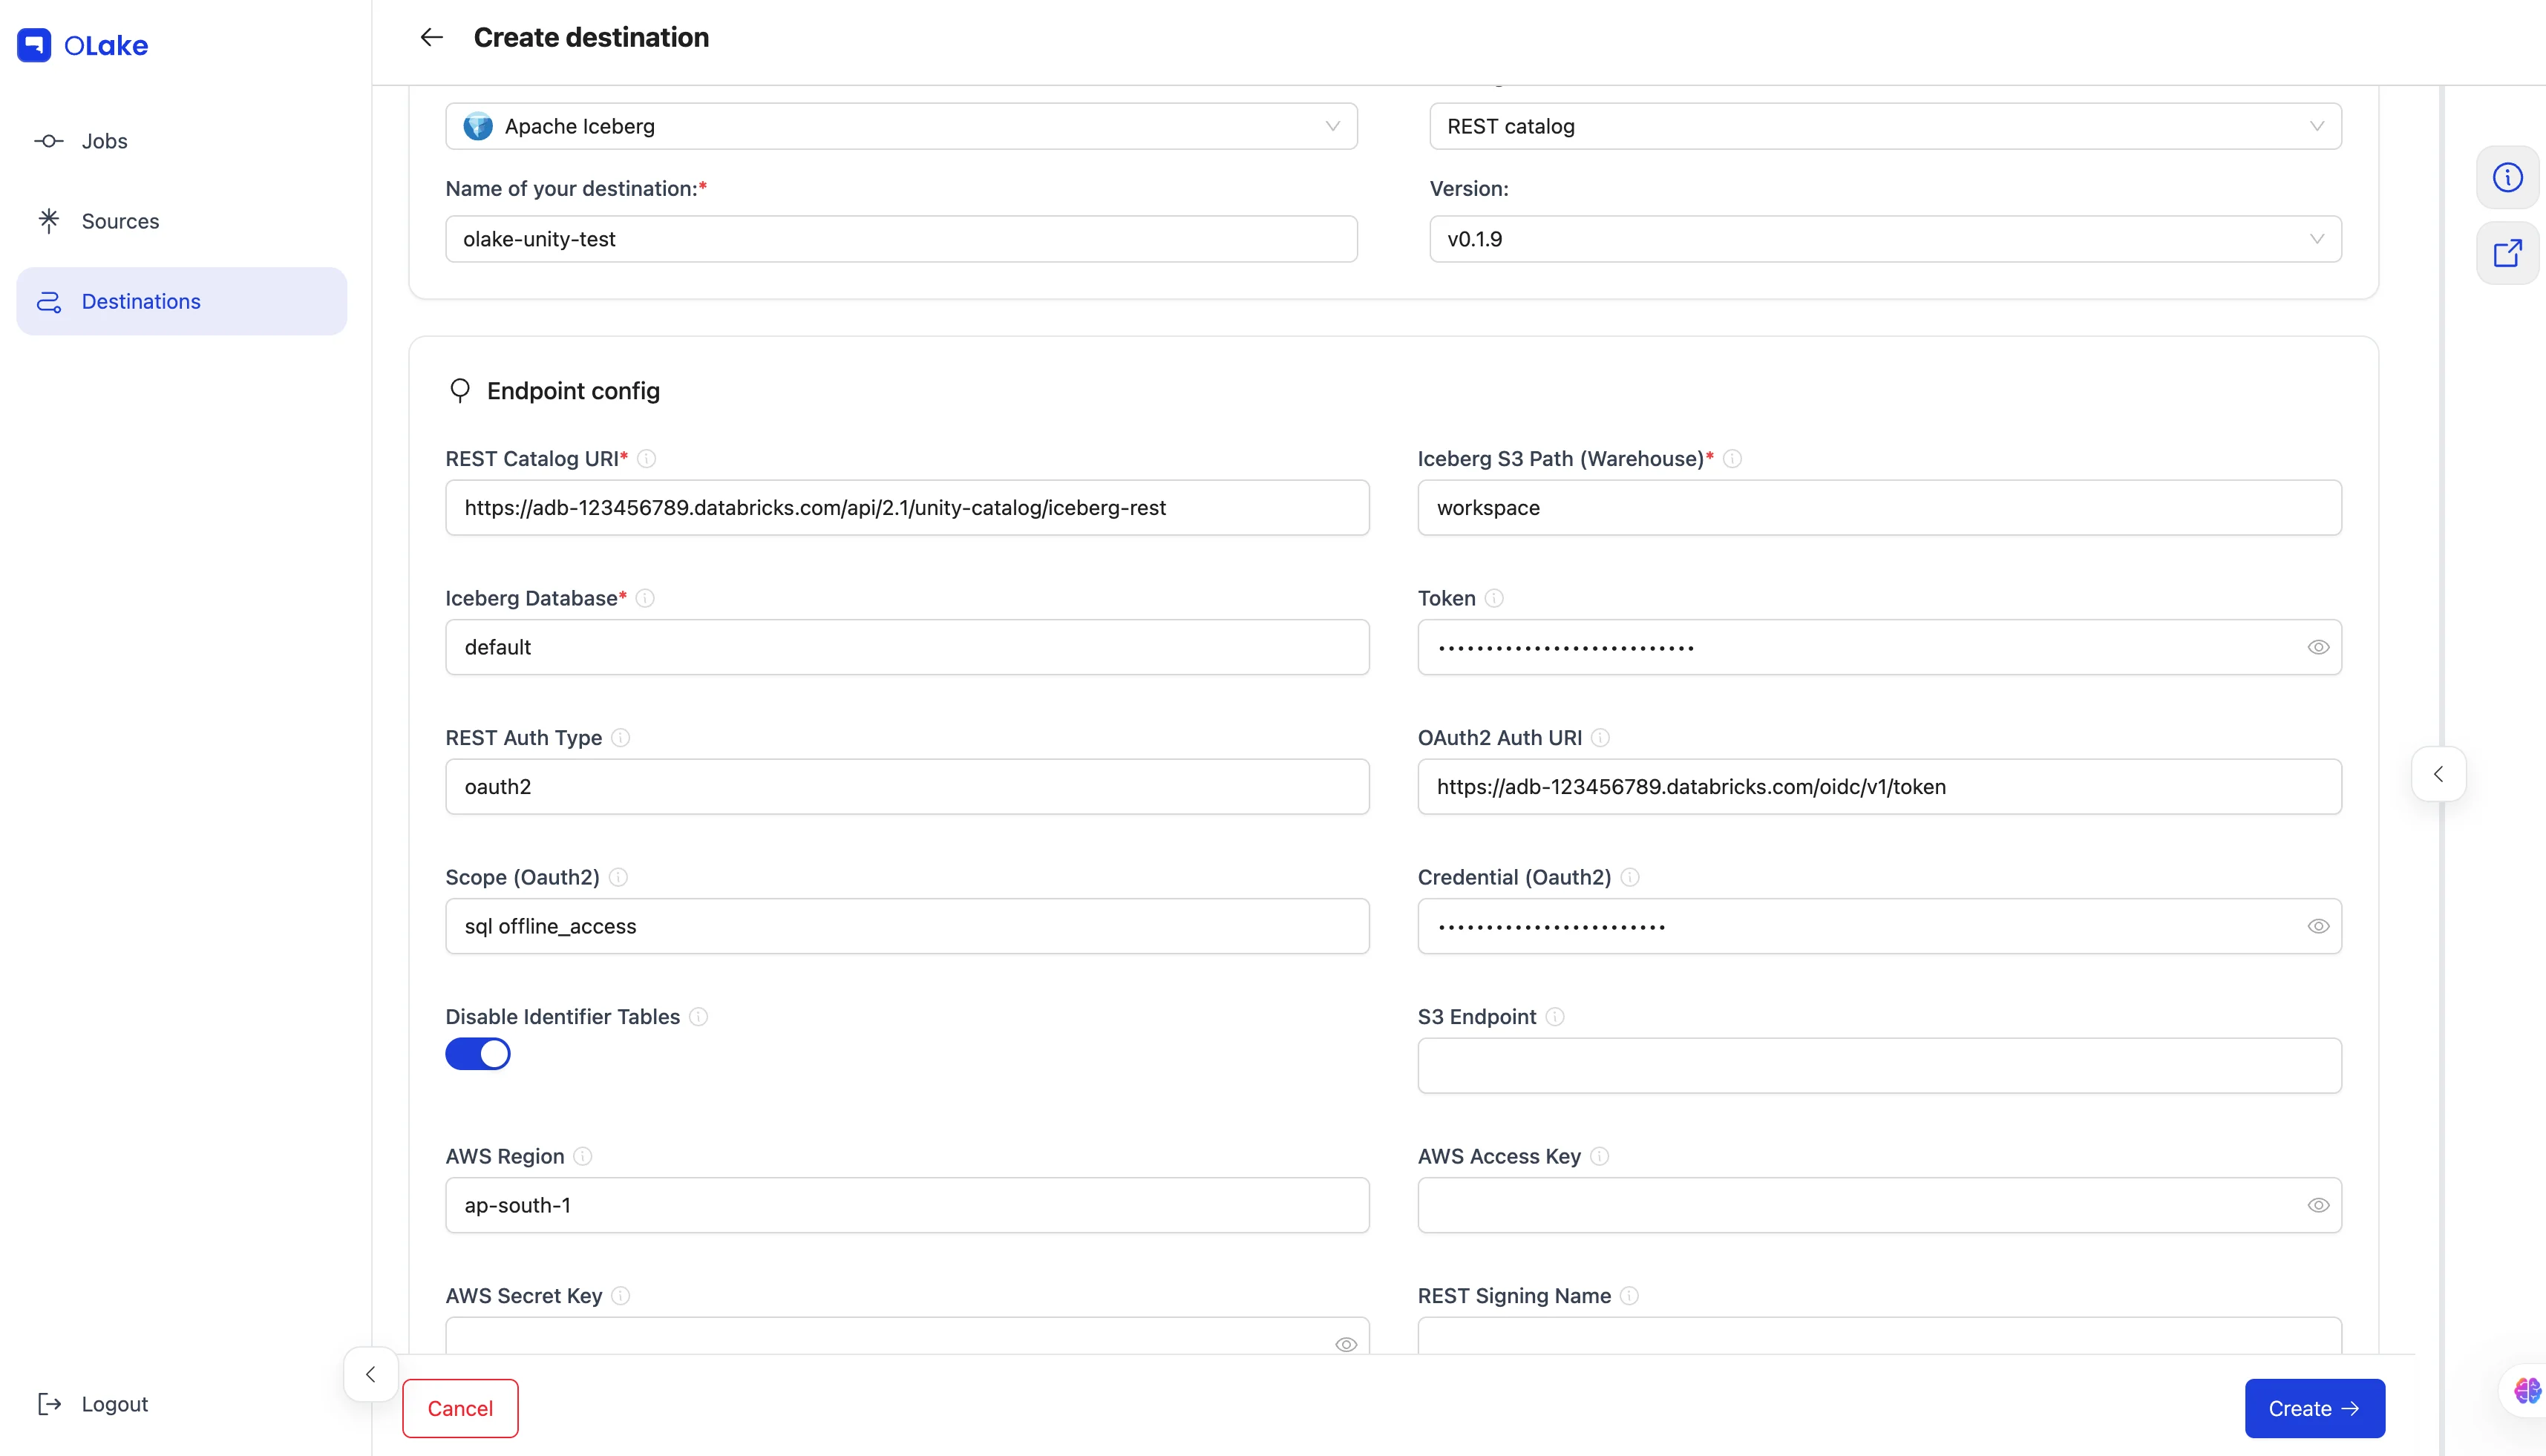 OLake
Create destination
Jobs
Sources
Destinations
Logout
Apache Iceberg
REST catalog
Name of your destination:*
Version:
olake-unity-test
v0.1.9
Endpoint config
REST Catalog URI*
Iceberg S3 Path (Warehouse)*
https://adb-123456789.databricks.com/api/2.1/unity-catalog/iceberg-rest
workspace
Iceberg Database*
Token
default
•••••••••••••••••••••••••••
REST Auth Type
OAuth2 Auth URI
oauth2
https://adb-123456789.databricks.com/oidc/v1/token
Scope (Oauth2)
Credential (Oauth2)
sql offline_access
••••••••••••••••••••••••
Disable Identifier Tables
S3 Endpoint
AWS Region
AWS Access Key
ap-south-1
AWS Secret Key
REST Signing Name
Cancel
Create →